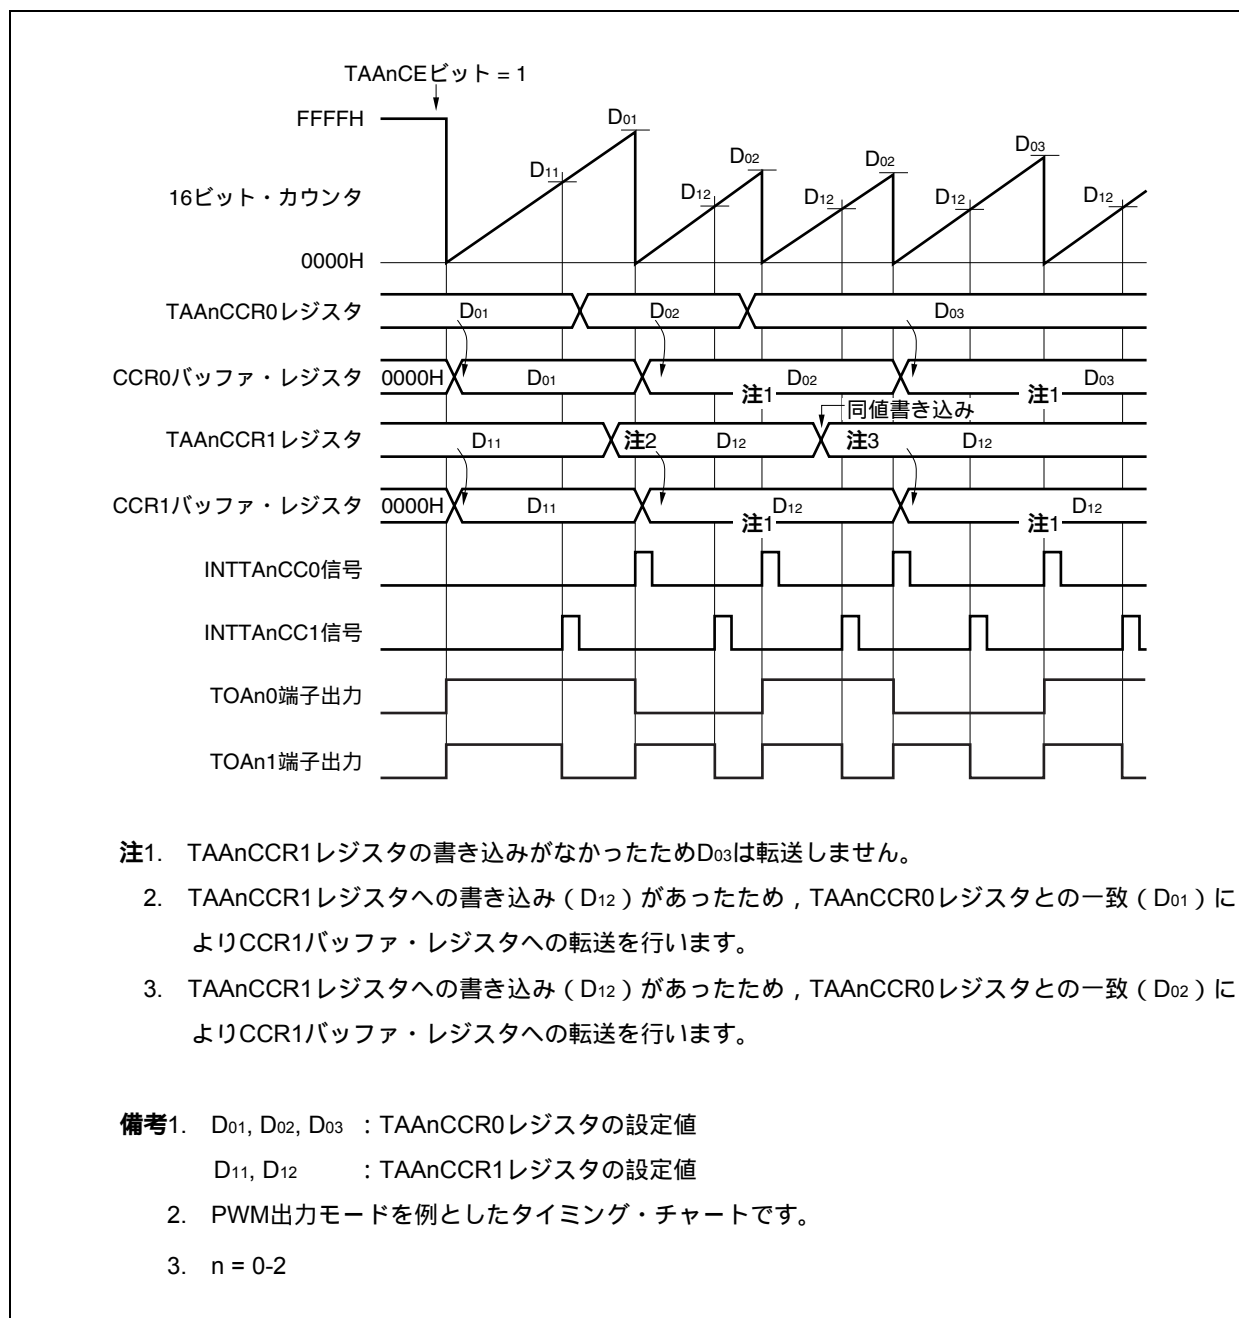 TAAnCEビット = 1
FFFFH
D01
D02
D02
D03
D11
D12
D12
D12
D12
16ビット・カウンタ
0000H
TAAnCCR0レジスタ D01 D02 D03
CCR0バッファ・レジスタ 0000H D01 D02 D03
注1 注1
同値書き込み
TAAnCCR1レジスタ D11 注2 D12 注3 D12
CCR1バッファ・レジスタ 0000H D11 D12 D12
注1 注1
INTTAnCC0信号
INTTAnCC1信号
TOAn0端子出力
TOAn1端子出力
注1. TAAnCCR1レジスタの書き込みがなかったためD03は転送しません。
2. TAAnCCR1レジスタへの書き込み(D12)があったため,TAAnCCR0レジスタとの一致(D01)に
よりCCR1バッファ・レジスタへの転送を行います。
3. TAAnCCR1レジスタへの書き込み(D12)があったため,TAAnCCR0レジスタとの一致(D02)に
よりCCR1バッファ・レジスタへの転送を行います。
備考1. D01, D02, D03 :TAAnCCR0レジスタの設定値
D11, D12 :TAAnCCR1レジスタの設定値
2. PWM出力モードを例としたタイミング・チャートです。
3. n = 0-2